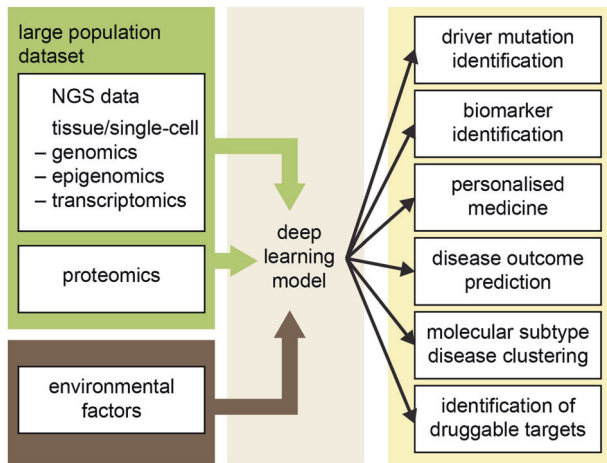 large population
dataset
NGS data
tissue/single-cell
– genomics
– epigenomics
– transcriptomics
proteomics
environmental
factors
deep
learning
model
driver mutation
identification
biomarker
identification
personalised
medicine
disease outcome
prediction
molecular subtype
disease clustering
identification of
druggable targets